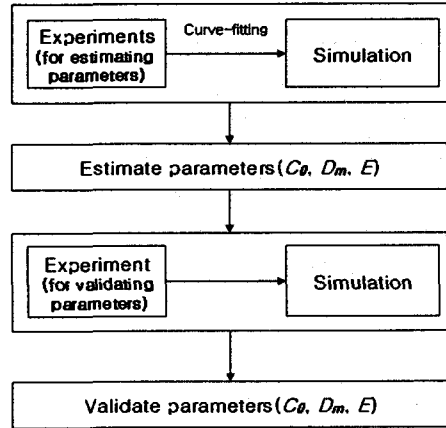 Experiments
(for estimating
parameters)
Curve-fitting
Simulation
Estimate parameters(C₀, Dₘ, E)
Experiment
(for validating
parameters)
Simulation
Validate parameters(C₀, Dₘ, E)